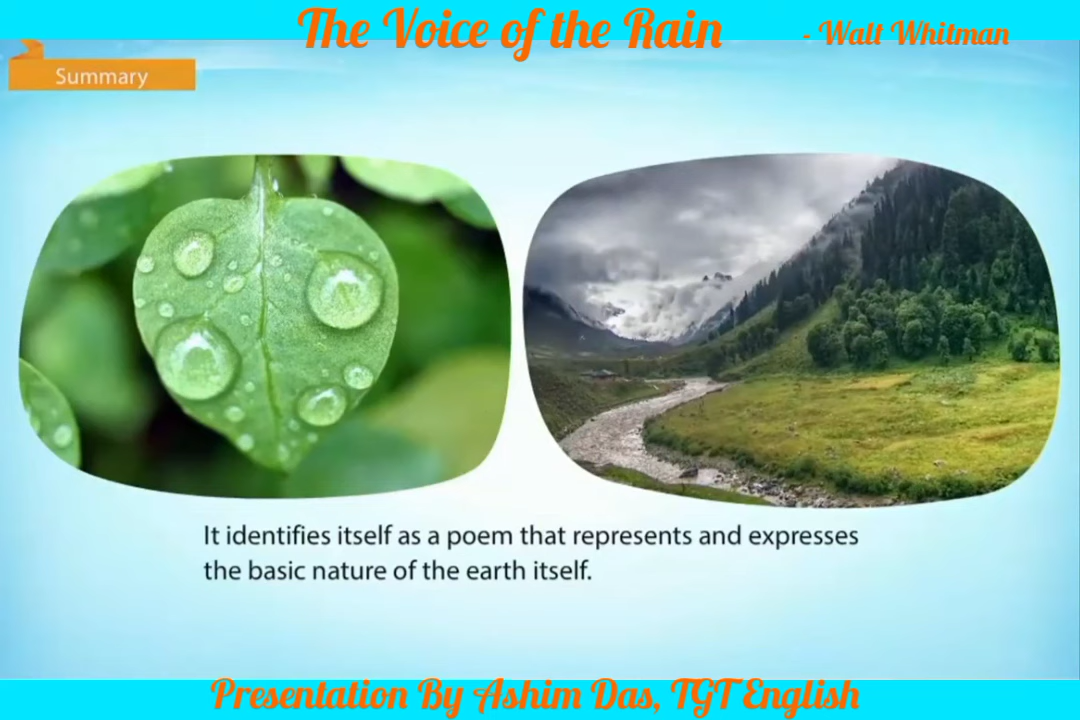 The Voice of the Rain - Walt Whitman
Summary
It identifies itself as a poem that represents and expresses
the basic nature of the earth itself.
Presentation By Ashim Das, TGT English